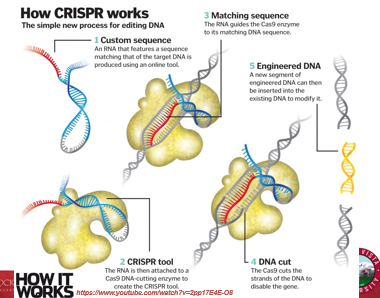 How CRISPR works
The simple new process for editing DNA
1 Custom sequence
An RNA that features a sequence
matching that of the target DNA is
produced using an online tool.
3 Matching sequence
The RNA guides the Cas9 enzyme
to its matching DNA sequence.
5 Engineered DNA
A new segment of
engineered DNA can then
be inserted into the
existing DNA to modify it.
2 CRISPR tool
The RNA is then attached to a
Cas9 DNA-cutting enzyme to
create the CRISPR tool.
4 DNA cut
The Cas9 cuts the
strands of the DNA to
disable the gene.
HOW IT
WORKS
https://www.youtube.com/watch?v=2pp17E4E-O8